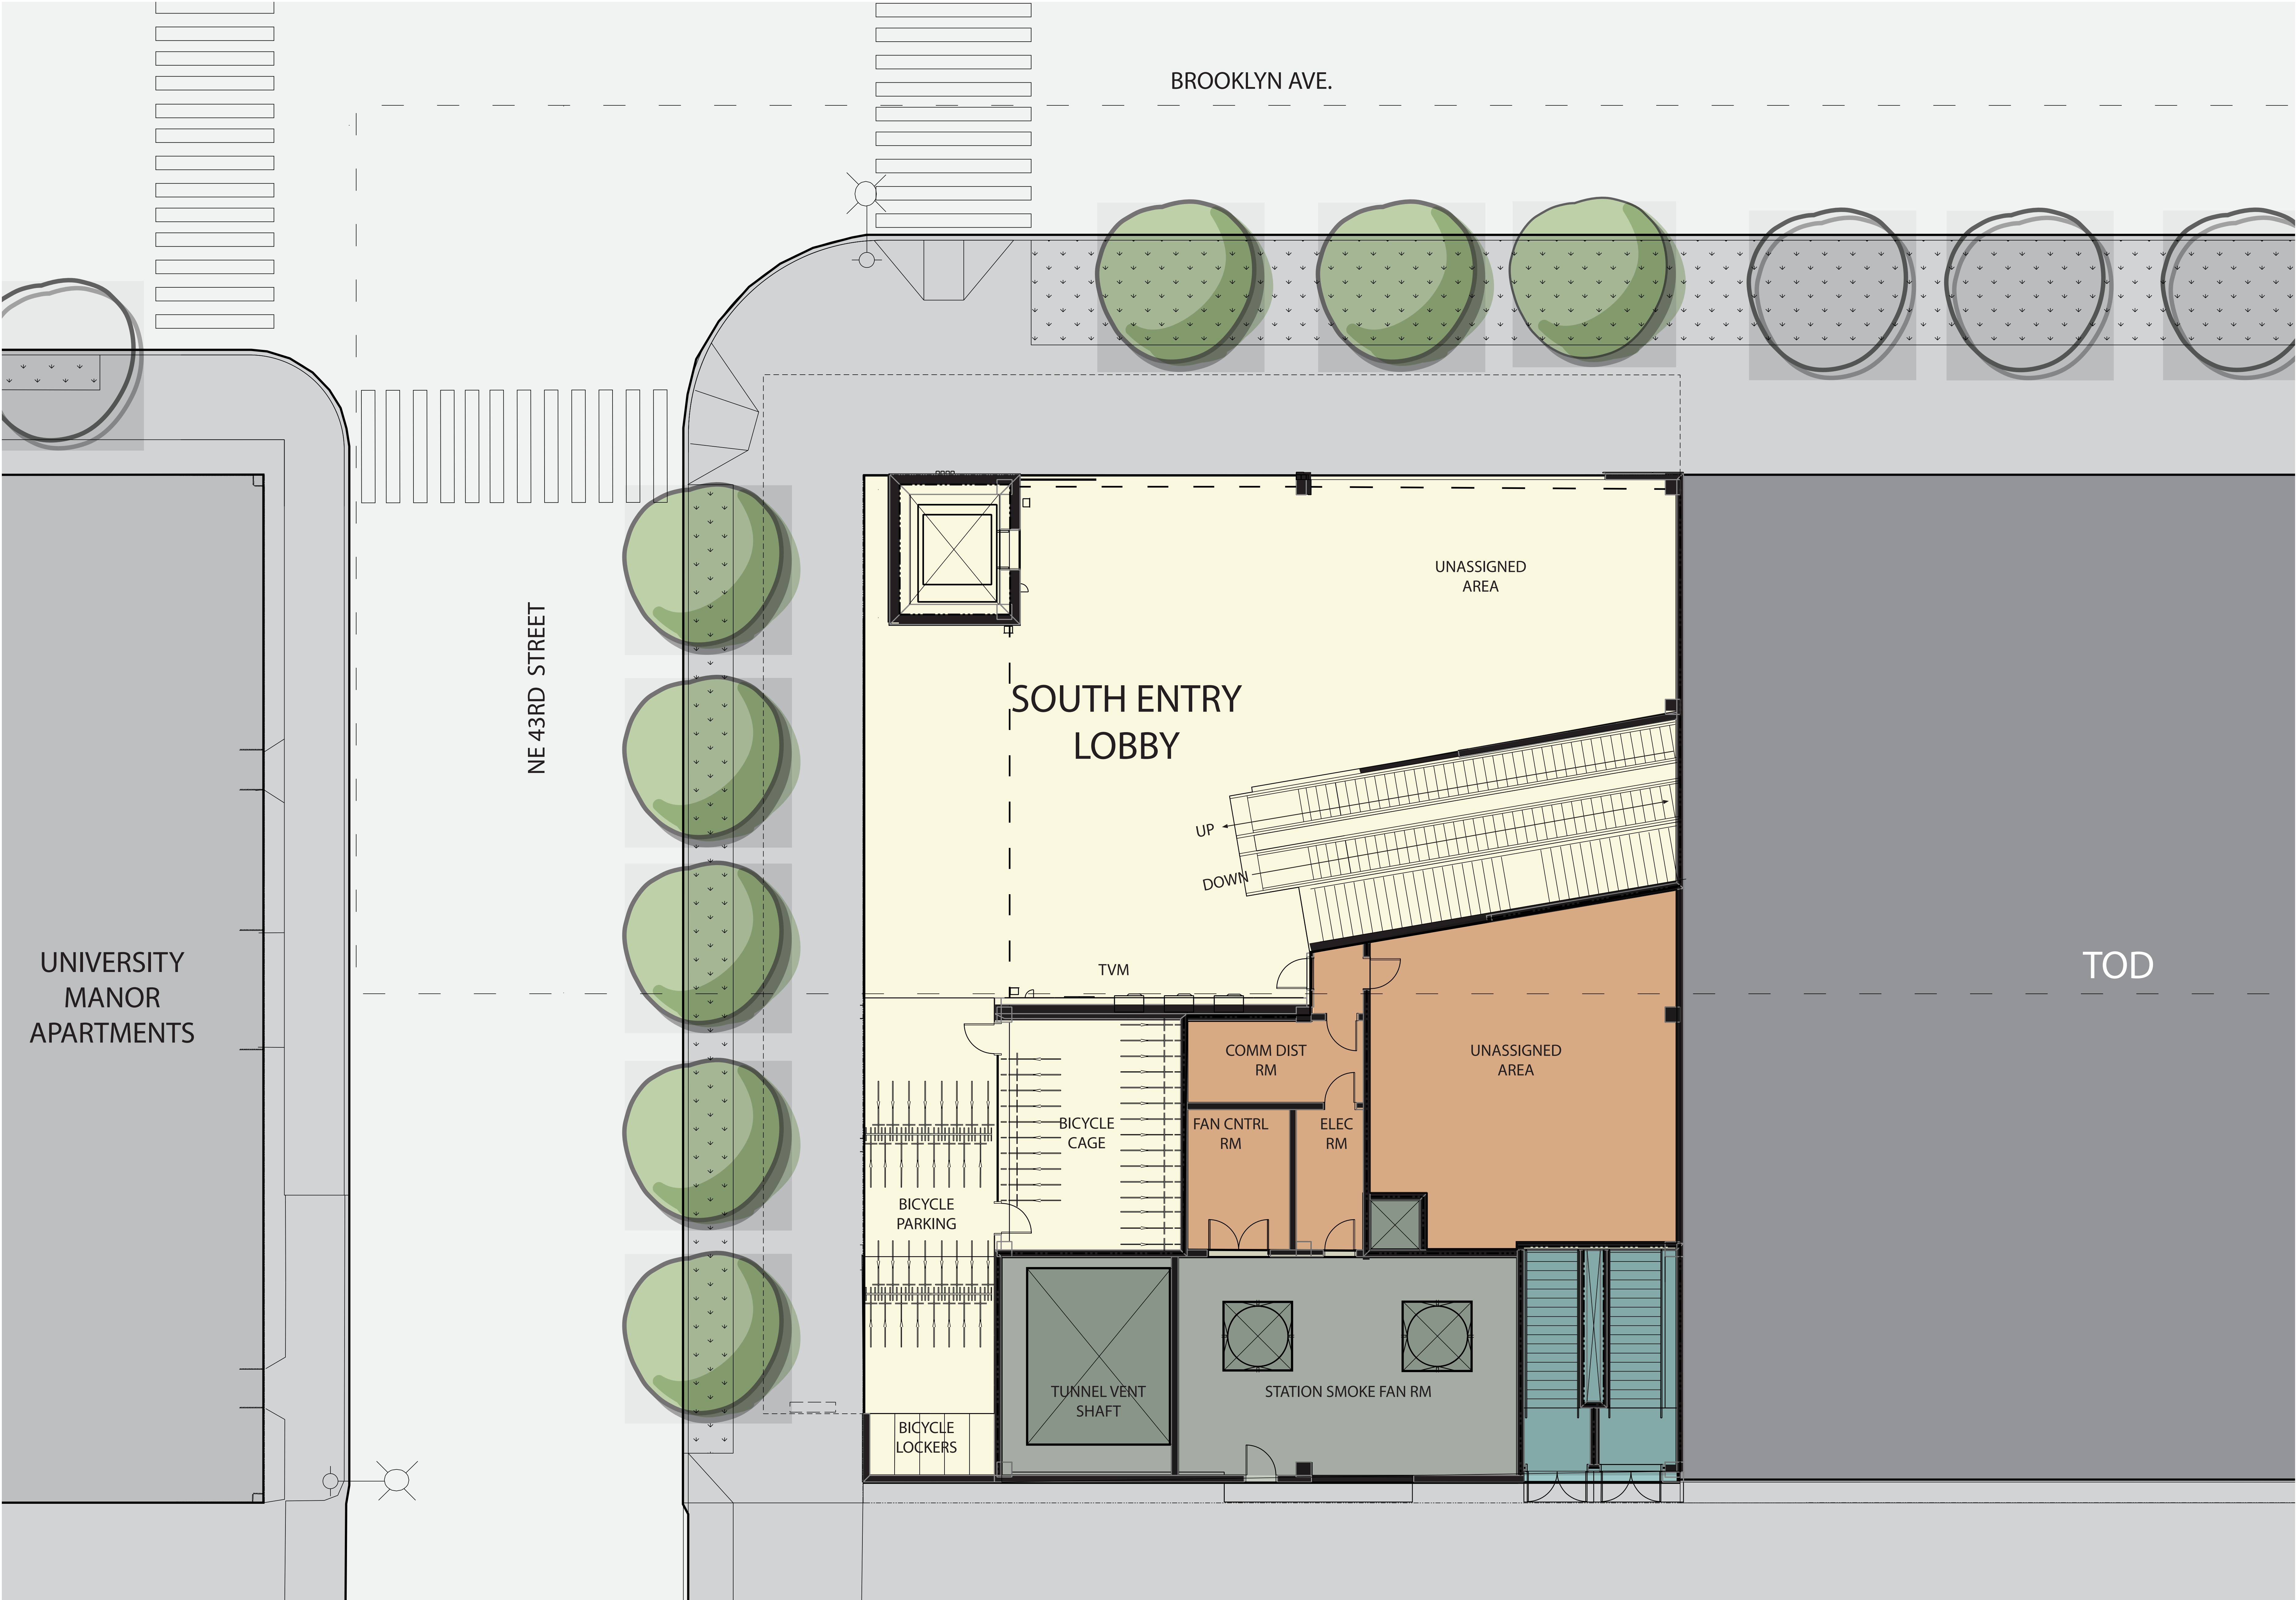 BROOKLYN AVE.
UNASSIGNED
AREA
NE 43RD STREET
SOUTH ENTRY
LOBBY
UP
DOWN
UNIVERSITY
MANOR
APARTMENTS
TVM
TOD
COMM DIST
RM
UNASSIGNED
AREA
BICYCLE
CAGE
FAN CNTRL
RM
ELEC
RM
BICYCLE
PARKING
TUNNEL VENT
SHAFT
STATION SMOKE FAN RM
BICYCLE
LOCKERS